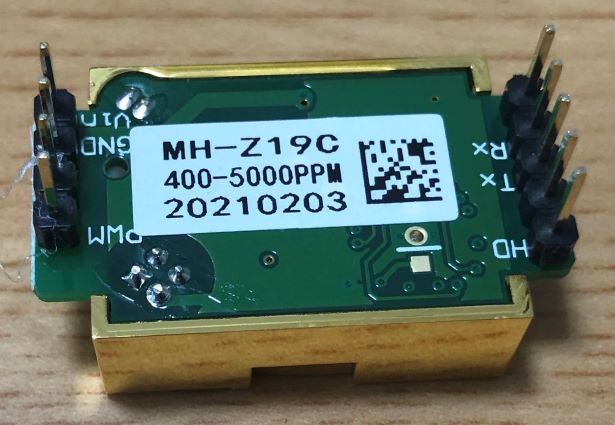 MH-Z19C
400-5000PPM
20210203
Vin
GND
PWM
Rx
Tx
HD